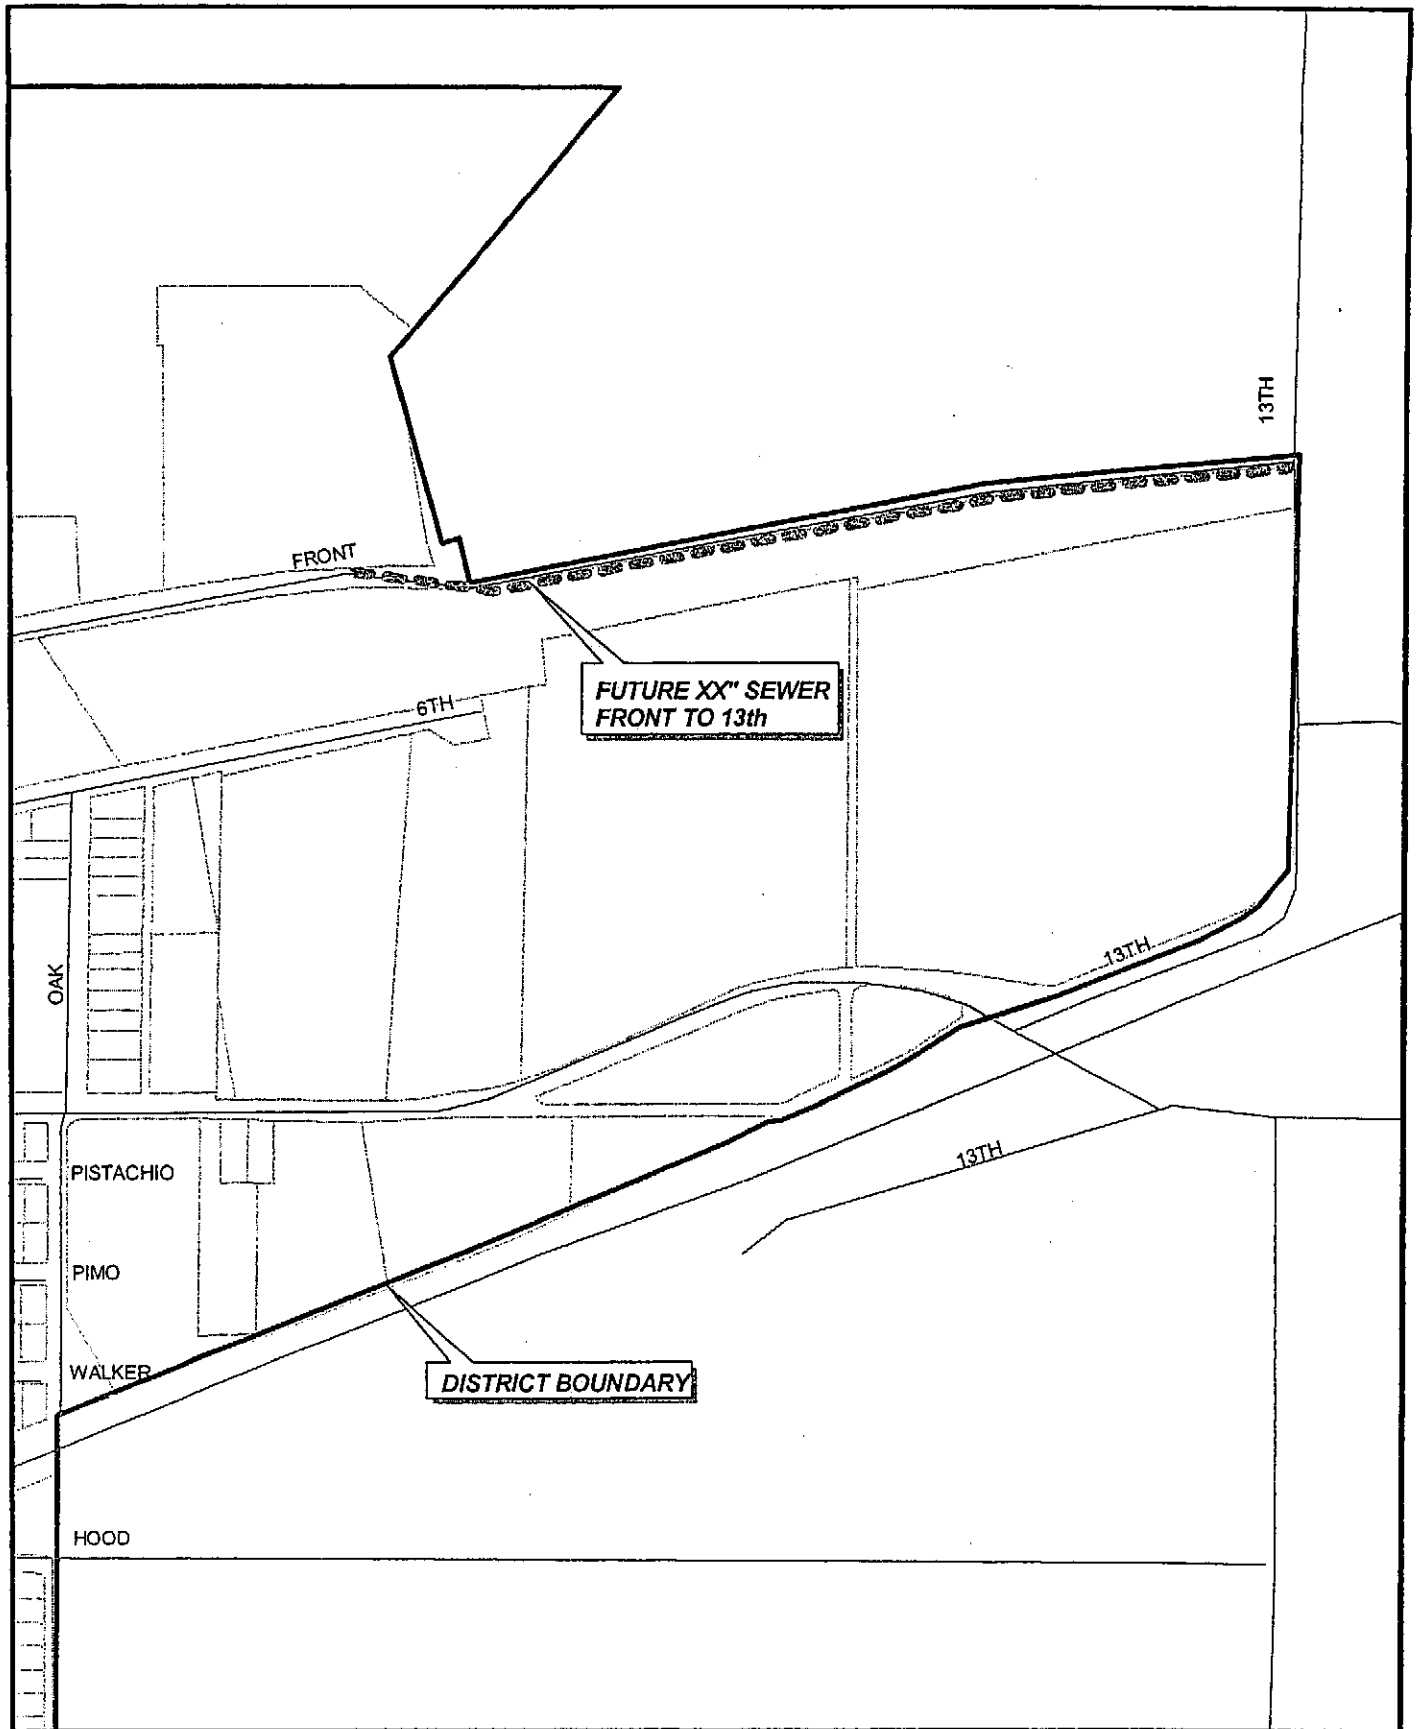 13TH
FRONT
FUTURE XX" SEWER
FRONT TO 13th
6TH
OAK
13TH
13TH
PISTACHIO
PIMO
WALKER
DISTRICT BOUNDARY
HOOD